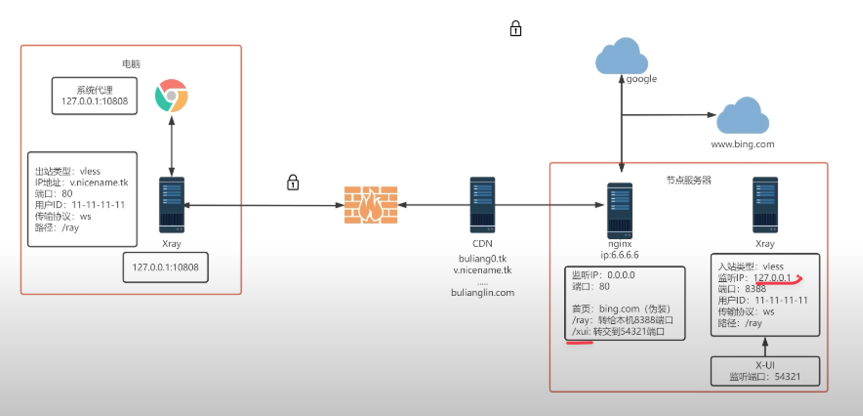 电脑
系统代理
127.0.0.1:10808
出站类型：vless
IP地址：v.nicename.tk
端口：80
用户ID：11-11-11-11
传输协议：ws
路径：/ray
Xray
127.0.0.1:10808
CDN
buliang0.tk
v.nicename.tk
.....
bulianglin.com
google
www.bing.com
节点服务器
nginx
ip:6.6.6.6
监听IP：0.0.0.0
端口：80
首页：bing.com（伪装）
/ray：转给本机8388端口
/xui: 转交到54321端口
Xray
入站类型：vless
监听IP：127.0.0.1
端口：8388
用户ID：11-11-11-11
传输协议：ws
路径：/ray
X-UI
监听端口：54321